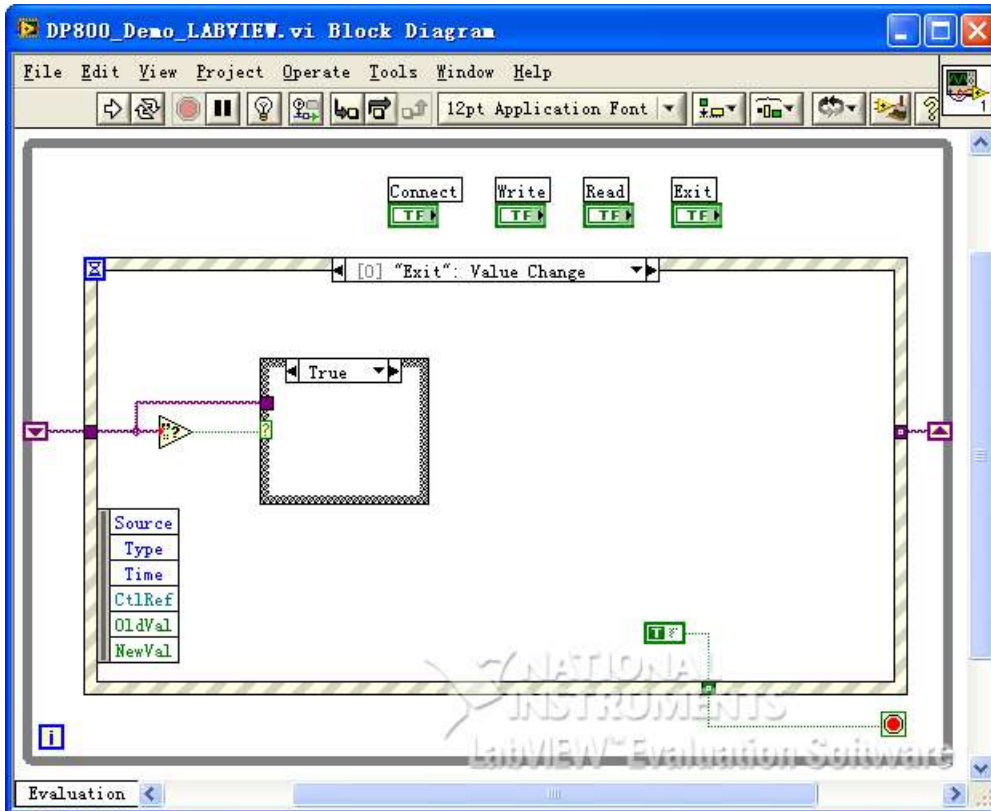 DP800_Demo_LABVIEW.vi Block Diagram
File Edit View Project Operate Tools Window Help
12pt Application Font
?
1
Connect Write Read Exit
TF TF TF TF
[0] "Exit": Value Change
True
?
?
Source
Type
Time
CtlRef
OldVal
NewVal
T F
NATIONAL
INSTRUMENTS
LabVIEW™ Evaluation Software
i
Evaluation